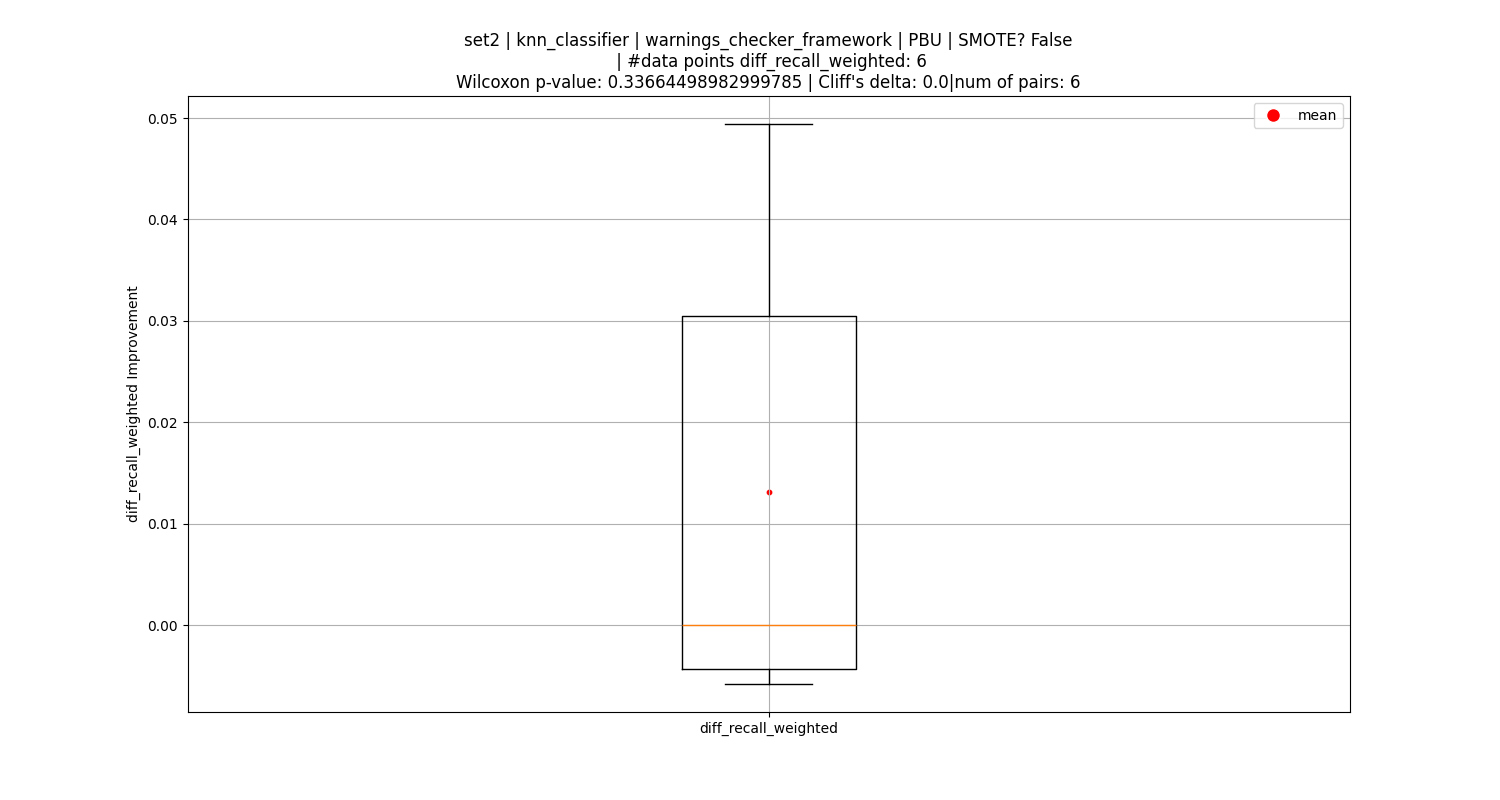 set2 | knn_classifier | warnings_checker_framework | PBU | SMOTE? False
| #data points diff_recall_weighted: 6
Wilcoxon p-value: 0.33664498982999785 | Cliff's delta: 0.0|num of pairs: 6
mean
0.05
0.04
0.03
0.02
0.01
0.00
diff_recall_weighted Improvement
diff_recall_weighted